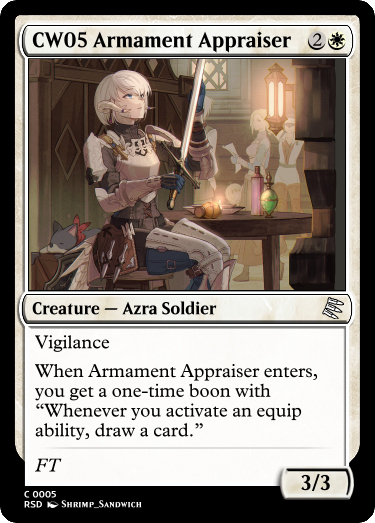 CW05 Armament Appraiser 2
Creature — Azra Soldier
Vigilance
When Armament Appraiser enters,
you get a one-time boon with
“Whenever you activate an equip
ability, draw a card.”
FT
3/3
C 0005
RSD Shrimp_Sandwich